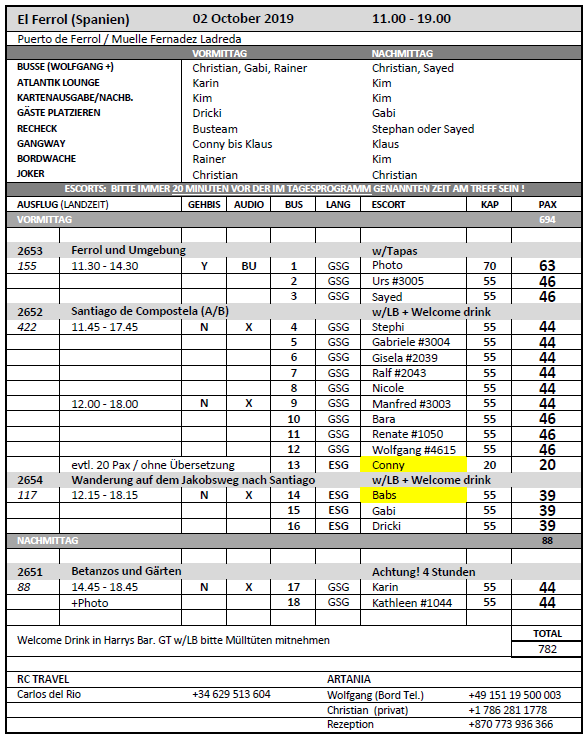 El Ferrol (Spanien) 02 October 2019 11.00 - 19.00
Puerto de Ferrol / Muelle Fernadez Ladreda
VORMITTAG NACHMITTAG
BUSSE (WOLFGANG +) Christian, Gabi, Rainer Christian, Sayed
ATLANTIK LOUNGE Karin Kim
KARTENAUSGABE/NACHB. Kim Kim
GÄSTE PLATZIEREN Dricki Gabi
RECHECK Busteam Stephan oder Sayed
GANGWAY Conny bis Klaus Klaus
BORDWACHE Rainer Kim
JOKER Christian Christian
ESCORTS: BITTE IMMER 20 MINUTEN VOR DER IM TAGESPROGRAMM GENANNTEN ZEIT AM TREFF SEIN !
AUSFLUG (LANDZEIT) GEHBIS AUDIO BUS LANG ESCORT KAP PAX
VORMITTAG 694
2653 Ferrol und Umgebung w/Tapas
155 11.30 - 14.30 Y BU 1 GSG Photo 70 63
2 GSG Urs #3005 55 46
3 GSG Sayed 55 46
2652 Santiago de Compostela (A/B) w/LB + Welcome drink
422 11.45 - 17.45 N X 4 GSG Stephi 55 44
5 GSG Gabriele #3004 55 44
6 GSG Gisela #2039 55 44
7 GSG Ralf #2043 55 44
8 GSG Nicole 55 44
12.00 - 18.00 N X 9 GSG Manfred #3003 55 44
10 GSG Bara 55 46
11 GSG Renate #1050 55 46
12 GSG Wolfgang #4615 55 46
evtl. 20 Pax / ohne Übersetzung 13 ESG Conny 20 20
2654 Wanderung auf dem Jakobsweg nach Santiago w/LB + Welcome drink
117 12.15 - 18.15 N X 14 ESG Babs 55 39
15 ESG Gabi 55 39
16 ESG Dricki 55 39
NACHMITTAG 88
2651 Betanzos und Gärten Achtung! 4 Stunden
88 14.45 - 18.45 N X 17 GSG Karin 55 44
+Photo 18 GSG Kathleen #1044 55 44
Welcome Drink in Harrys Bar. GT w/LB bitte Mülltüten mitnehmen TOTAL
782
RC TRAVEL ARTANIA
Carlos del Rio +34 629 513 604 Wolfgang (Bord Tel.) +49 151 19 500 003
Christian (privat) +1 786 281 1778
Rezeption +870 773 936 366